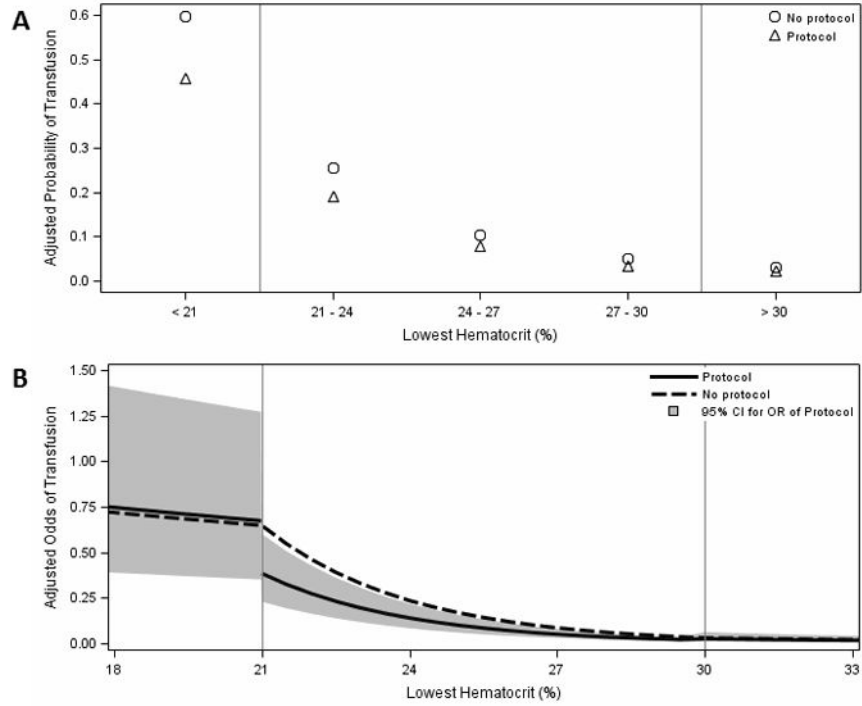 A
Adjusted Probability of Transfusion
0.6
0.5
0.4
0.3
0.2
0.1
0.0
No protocol
Protocol
< 21
21 - 24
24 - 27
27 - 30
> 30
Lowest Hematocrit (%)
B
Adjusted Odds of Transfusion
1.50
1.25
1.00
0.75
0.50
0.25
0.00
Protocol
No protocol
95% CI for OR of Protocol
18
21
24
27
30
33
Lowest Hematocrit (%)